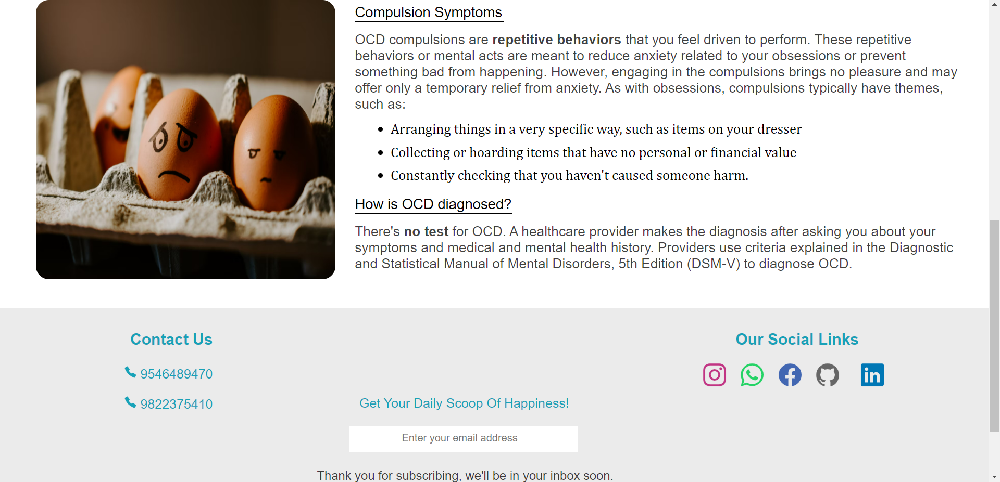 Compulsion Symptoms
OCD compulsions are repetitive behaviors that you feel driven to perform. These repetitive
behaviors or mental acts are meant to reduce anxiety related to your obsessions or prevent
something bad from happening. However, engaging in the compulsions brings no pleasure and may
offer only a temporary relief from anxiety. As with obsessions, compulsions typically have themes,
such as:
Arranging things in a very specific way, such as items on your dresser
Collecting or hoarding items that have no personal or financial value
Constantly checking that you haven't caused someone harm.
How is OCD diagnosed?
There's no test for OCD. A healthcare provider makes the diagnosis after asking you about your
symptoms and medical and mental health history. Providers use criteria explained in the Diagnostic
and Statistical Manual of Mental Disorders, 5th Edition (DSM-V) to diagnose OCD.
Contact Us
9546489470
9822375410
Get Your Daily Scoop Of Happiness!
Enter your email address
Thank you for subscribing, we'll be in your inbox soon.
Our Social Links
in